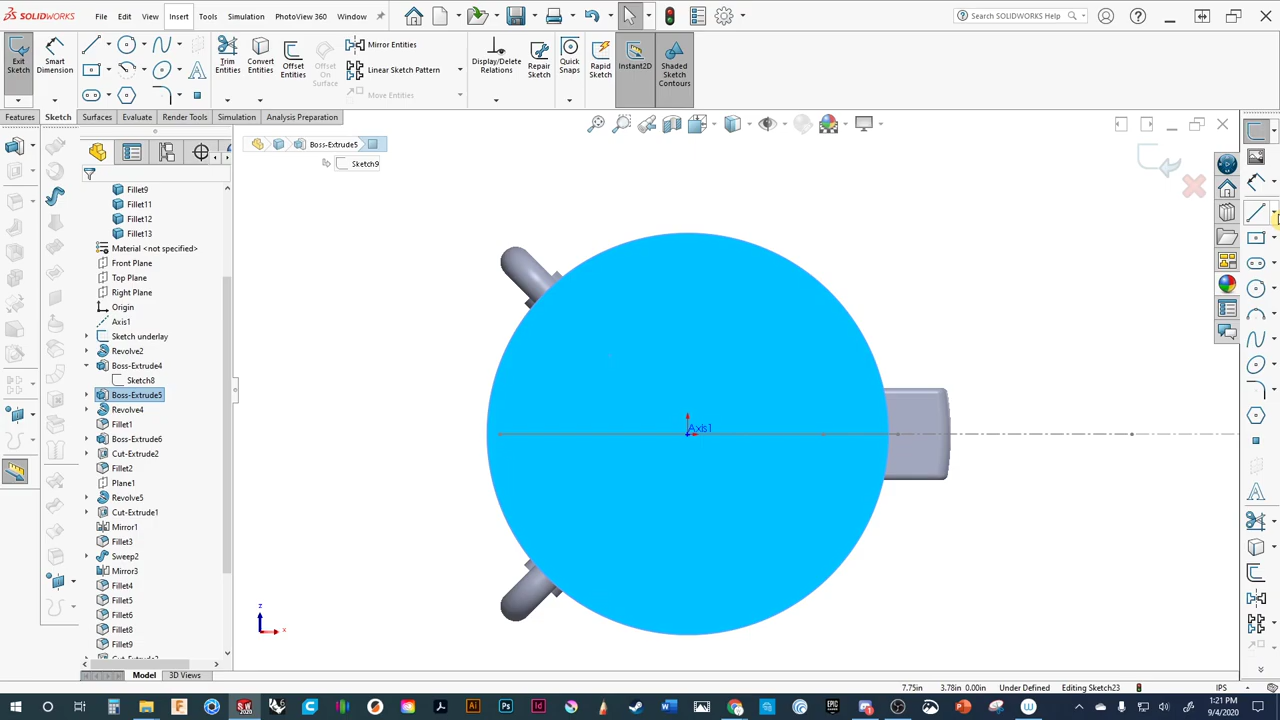 SOLIDWORKS
File
Edit
View
Insert
Tools
Simulation
PhotoView 360
Window
Search SOLIDWORKS Help
Exit
Sketch
Smart
Dimension
Trim
Entities
Convert
Entities
Offset
Entities
Offset
On
Surface
Mirror Entities
Linear Sketch Pattern
Move Entities
Display/Delete
Relations
Repair
Sketch
Quick
Snaps
Rapid
Sketch
Instant2D
Shaded
Sketch
Contours
Features
Sketch
Surfaces
Evaluate
Render Tools
Simulation
Analysis Preparation
Boss-Extrude5
Sketch9
Fillet9
Fillet11
Fillet12
Fillet13
Material <not specified>
Front Plane
Top Plane
Right Plane
Origin
Axis1
Sketch underlay
Revolve2
Boss-Extrude4
Sketch8
Boss-Extrude5
Revolve4
Fillet1
Boss-Extrude6
Cut-Extrude2
Fillet2
Plane1
Revolve5
Cut-Extrude1
Mirror1
Fillet3
Sweep2
Mirror3
Fillet4
Fillet5
Fillet6
Fillet8
Fillet9
Axis1
z
x
Model
3D Views
7.75in
3.78in
0.00in
Under Defined
Editing Sketch23
IPS
1:21 PM
9/4/2020